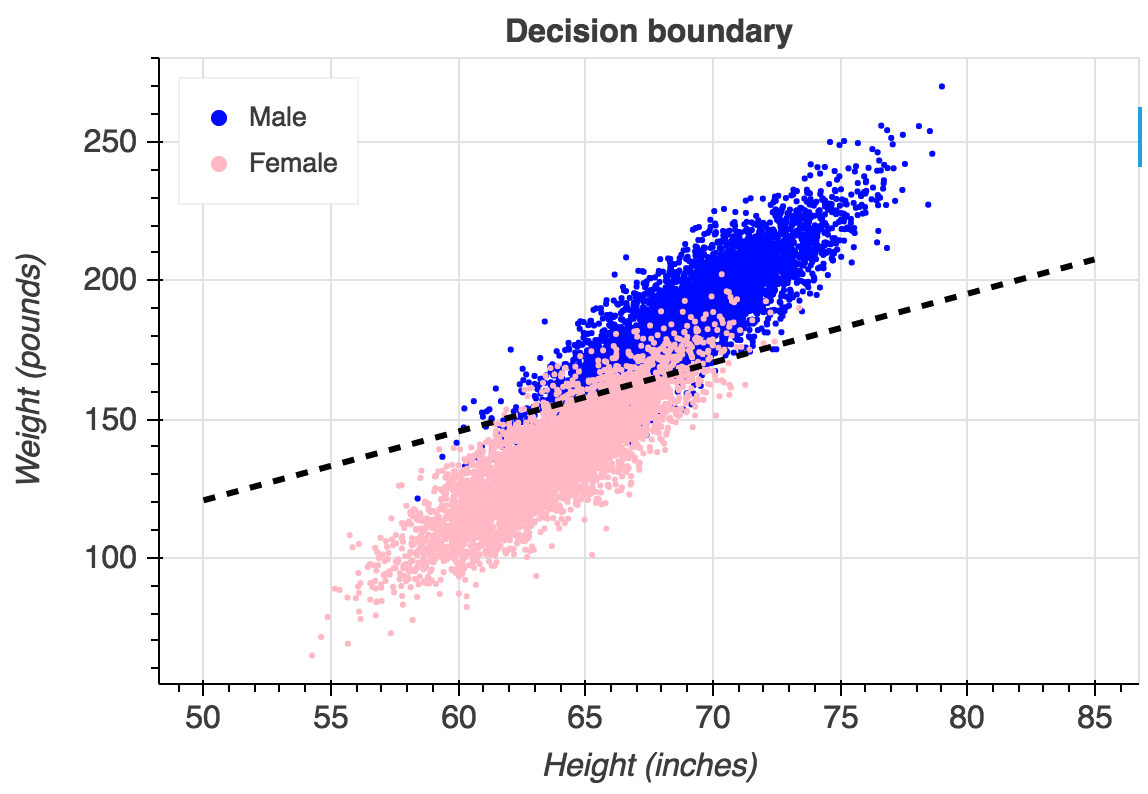 Decision boundary
Male
Female
250
200
150
100
Weight (pounds)
50 55 60 65 70 75 80 85
Height (inches)